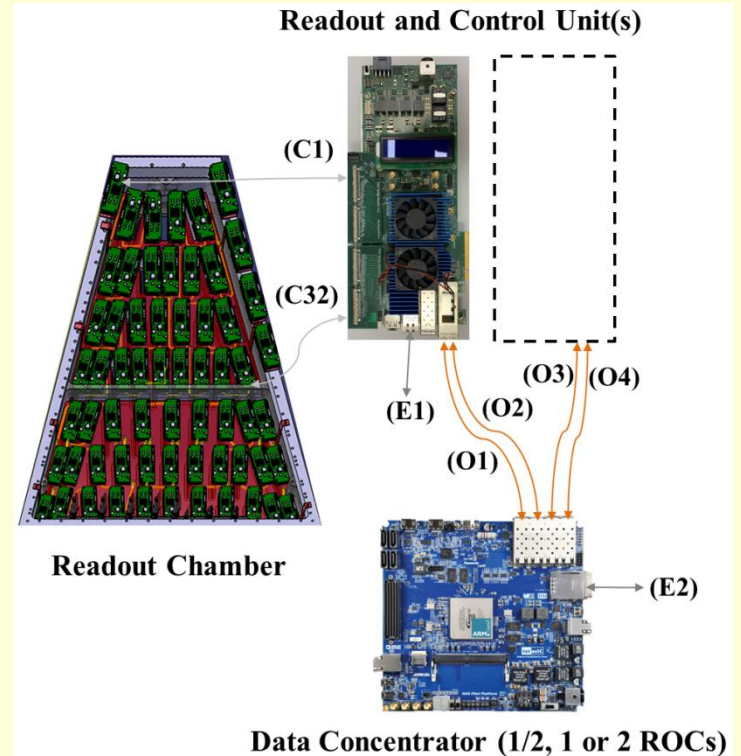 Readout and Control Unit(s)
(C1)
(C32)
(E1)
(O2)
(O1)
(O3)
(O4)
Readout Chamber
(E2)
ARM
Data Concentrator (1/2, 1 or 2 ROCs)